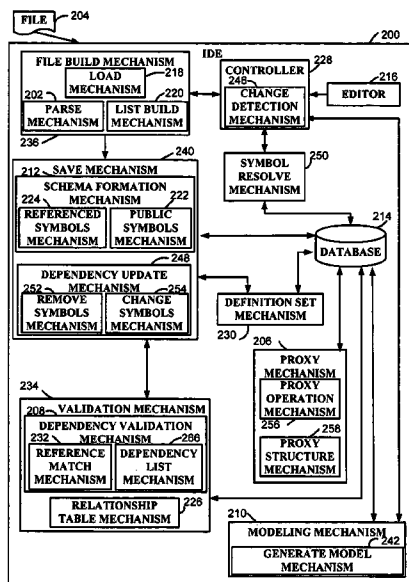 FILE 204
200
IDE
FILE BUILD MECHANISM
LOAD MECHANISM
218
202
220
PARSE MECHANISM
LIST BUILD MECHANISM
236
CONTROLLER
228
248
CHANGE DETECTION MECHANISM
216
EDITOR
240
SAVE MECHANISM
212
SCHEMA FORMATION MECHANISM
224
222
REFERENCED SYMBOLS MECHANISM
PUBLIC SYMBOLS MECHANISM
SYMBOL RESOLVE MECHANISM
250
214
DATABASE
248
DEPENDENCY UPDATE MECHANISM
252
254
REMOVE SYMBOLS MECHANISM
CHANGE SYMBOLS MECHANISM
DEFINITION SET MECHANISM
230
206
PROXY MECHANISM
PROXY OPERATION MECHANISM
256
258
PROXY STRUCTURE MECHANISM
234
VALIDATION MECHANISM
208
DEPENDENCY VALIDATION MECHANISM
232
266
REFERENCE MATCH MECHANISM
DEPENDENCY LIST MECHANISM
RELATIONSHIP TABLE MECHANISM
226
210
MODELING MECHANISM
242
GENERATE MODEL MECHANISM